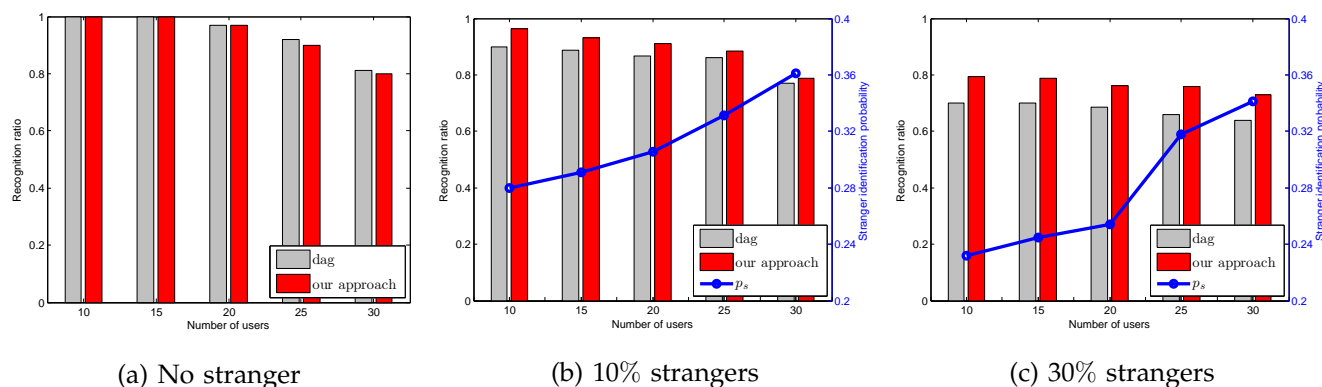 Recognition ratio
1
0.8
0.6
0.4
0.2
0
10 15 20 25 30
Number of users
dag
our approach
(a) No stranger
Recognition ratio
1
0.8
0.6
0.4
0.2
0
10 15 20 25 30
Number of users
0.4
0.36
0.32
0.28
0.24
0.2
Stranger identification probability
dag
our approach
p_s
(b) 10% strangers
Recognition ratio
1
0.8
0.6
0.4
0.2
0
10 15 20 25 30
Number of users
0.4
0.36
0.32
0.28
0.24
0.2
Stranger identification probability
dag
our approach
p_s
(c) 30% strangers